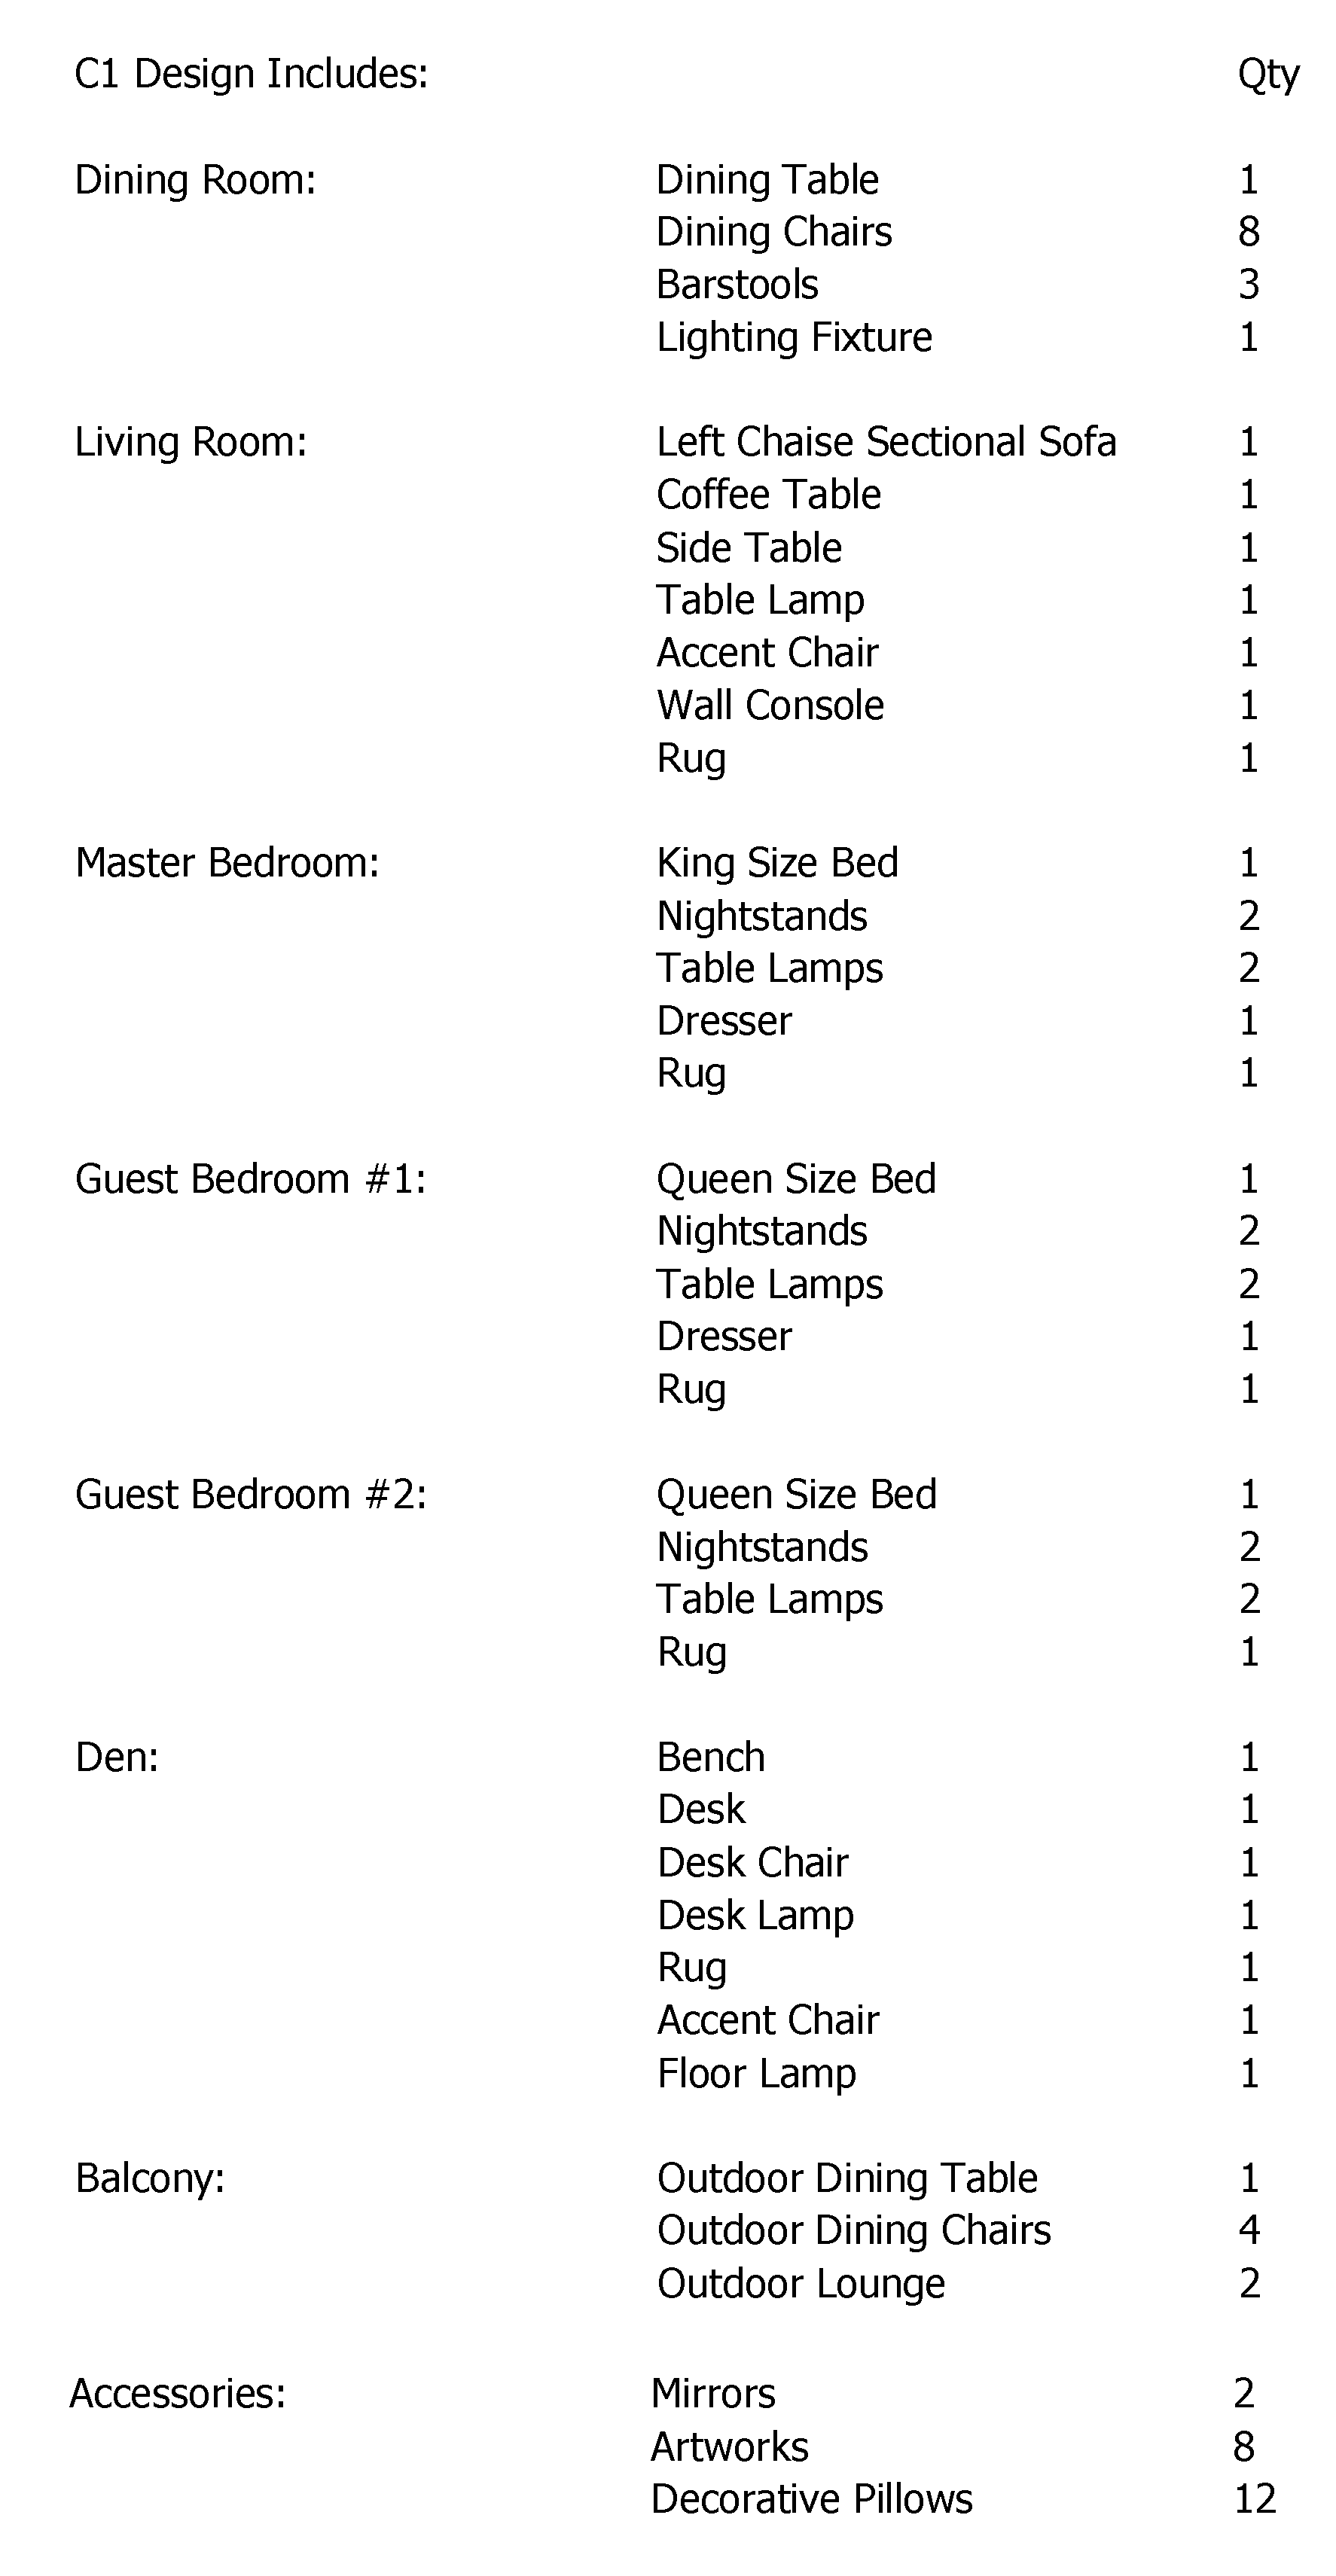 C1 Design Includes: Qty
Dining Room: Dining Table 1
Dining Chairs 8
Barstools 3
Lighting Fixture 1
Living Room: Left Chaise Sectional Sofa 1
Coffee Table 1
Side Table 1
Table Lamp 1
Accent Chair 1
Wall Console 1
Rug 1
Master Bedroom: King Size Bed 1
Nightstands 2
Table Lamps 2
Dresser 1
Rug 1
Guest Bedroom #1: Queen Size Bed 1
Nightstands 2
Table Lamps 2
Dresser 1
Rug 1
Guest Bedroom #2: Queen Size Bed 1
Nightstands 2
Table Lamps 2
Rug 1
Den: Bench 1
Desk 1
Desk Chair 1
Desk Lamp 1
Rug 1
Accent Chair 1
Floor Lamp 1
Balcony: Outdoor Dining Table 1
Outdoor Dining Chairs 4
Outdoor Lounge 2
Accessories: Mirrors 2
Artworks 8
Decorative Pillows 12